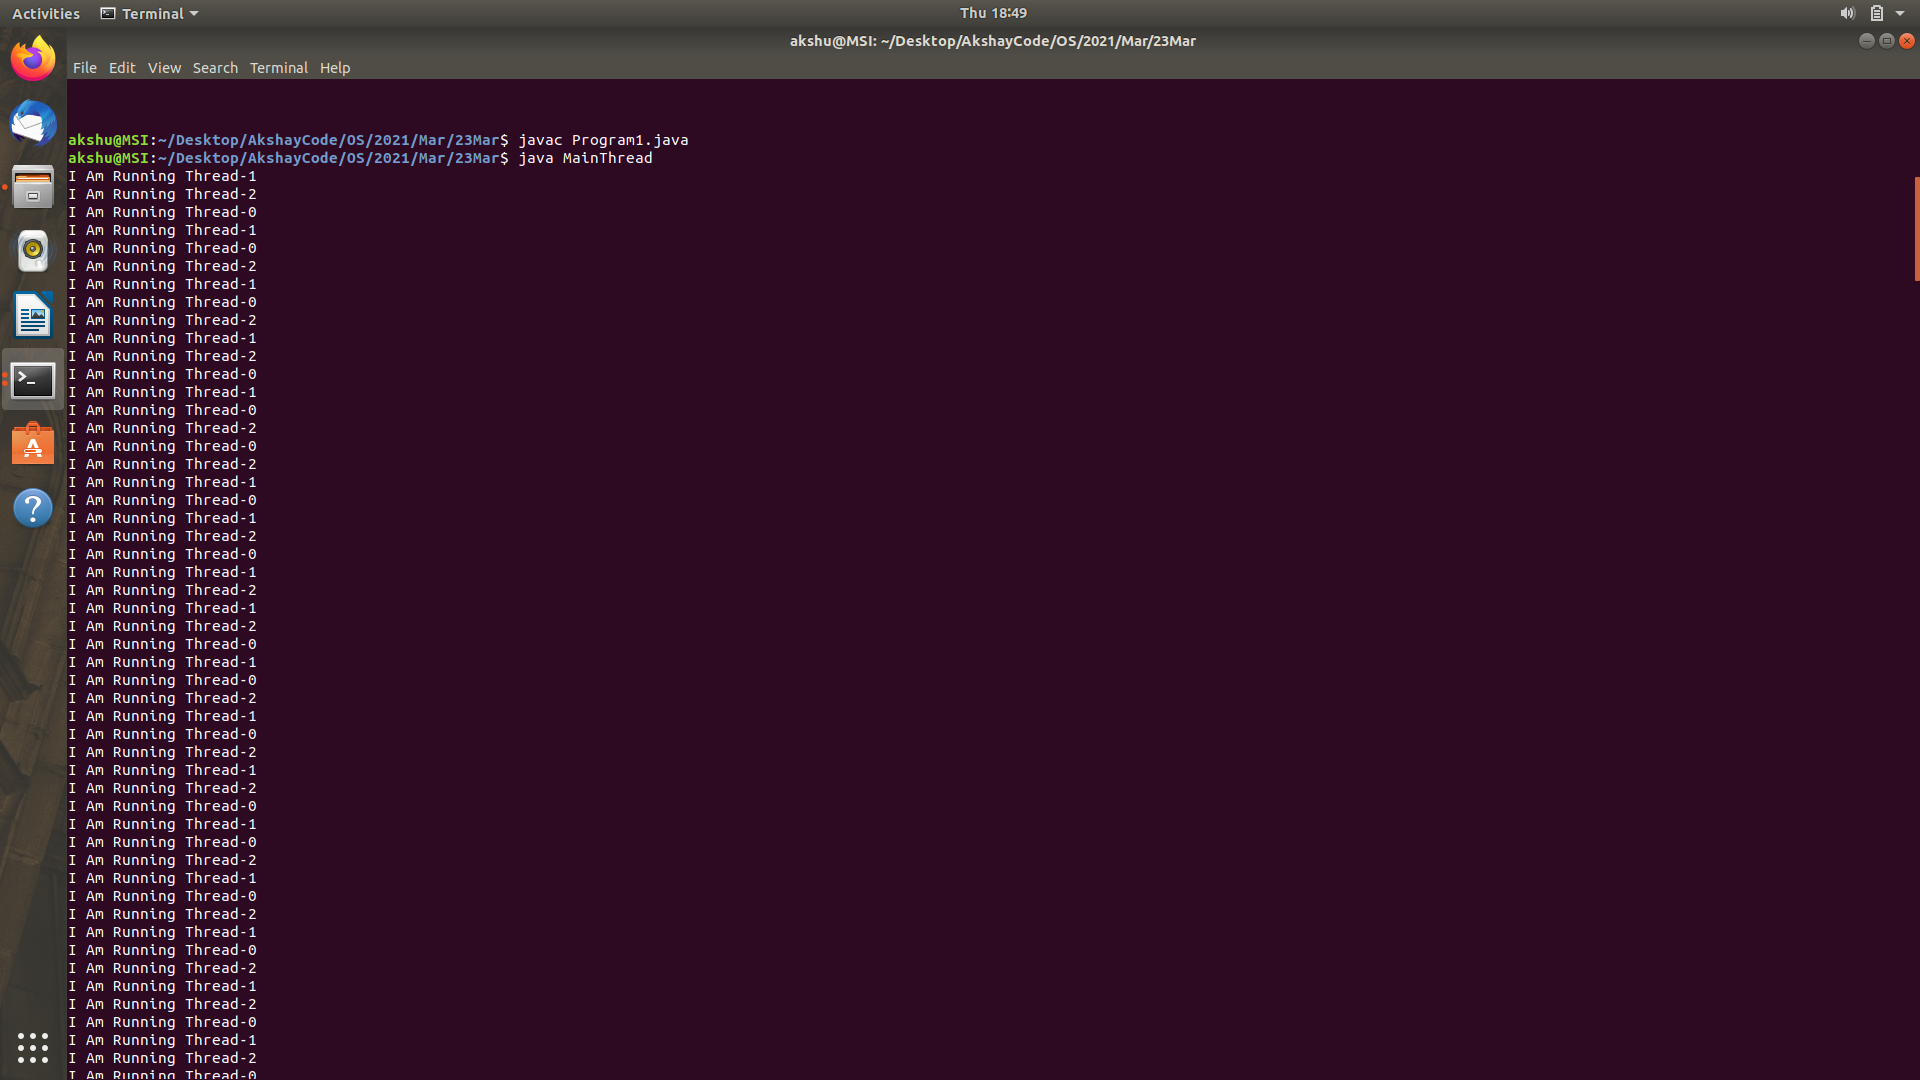 Activities Terminal Thu 18:49
akshu@MSI: ~/Desktop/AkshayCode/OS/2021/Mar/23Mar
File Edit View Search Terminal Help
akshu@MSI:~/Desktop/AkshayCode/OS/2021/Mar/23Mar$ javac Program1.java
akshu@MSI:~/Desktop/AkshayCode/OS/2021/Mar/23Mar$ java MainThread
I Am Running Thread-1
I Am Running Thread-2
I Am Running Thread-0
I Am Running Thread-1
I Am Running Thread-0
I Am Running Thread-2
I Am Running Thread-1
I Am Running Thread-0
I Am Running Thread-2
I Am Running Thread-1
I Am Running Thread-2
I Am Running Thread-0
I Am Running Thread-1
I Am Running Thread-0
I Am Running Thread-2
I Am Running Thread-0
I Am Running Thread-2
I Am Running Thread-1
I Am Running Thread-0
I Am Running Thread-1
I Am Running Thread-2
I Am Running Thread-0
I Am Running Thread-1
I Am Running Thread-2
I Am Running Thread-1
I Am Running Thread-2
I Am Running Thread-0
I Am Running Thread-1
I Am Running Thread-0
I Am Running Thread-2
I Am Running Thread-1
I Am Running Thread-0
I Am Running Thread-2
I Am Running Thread-1
I Am Running Thread-2
I Am Running Thread-0
I Am Running Thread-1
I Am Running Thread-0
I Am Running Thread-2
I Am Running Thread-1
I Am Running Thread-0
I Am Running Thread-2
I Am Running Thread-1
I Am Running Thread-0
I Am Running Thread-2
I Am Running Thread-1
I Am Running Thread-2
I Am Running Thread-0
I Am Running Thread-1
I Am Running Thread-2
I Am Running Thread-0